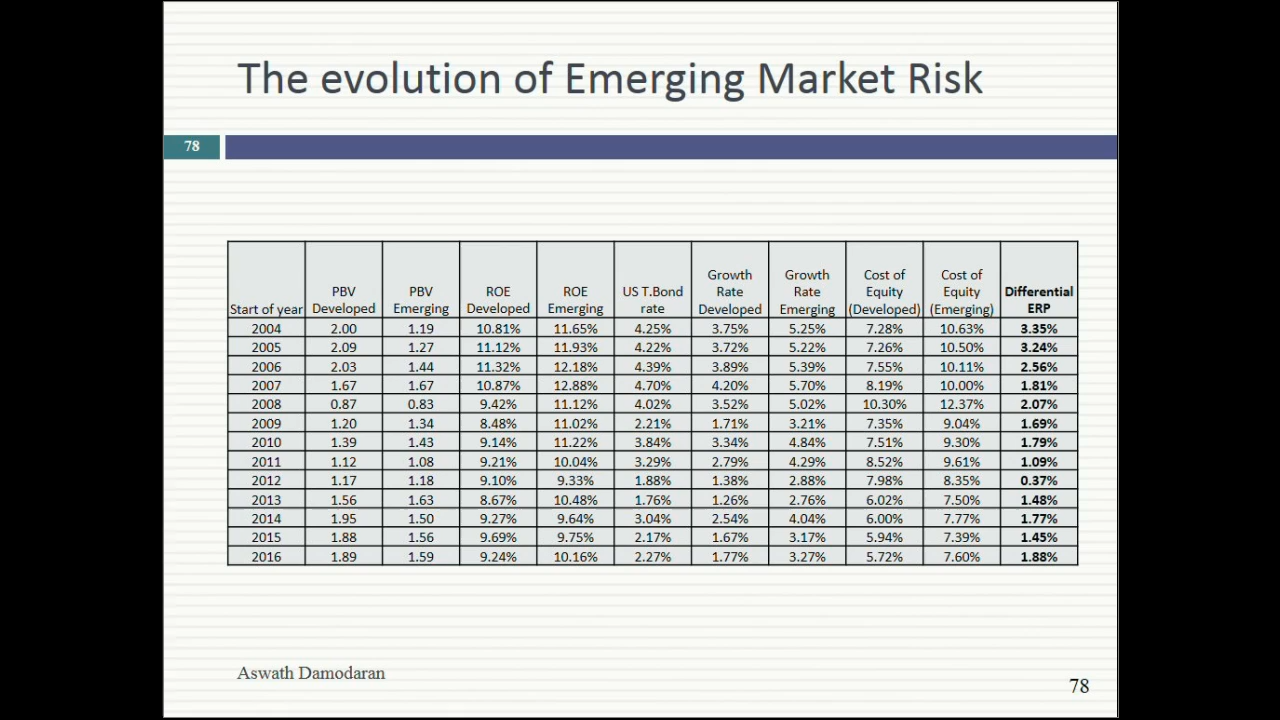 The evolution of Emerging Market Risk
78
Start of year PBV Developed PBV Emerging ROE Developed ROE Emerging US T.Bond rate Growth Rate Developed Growth Rate Emerging Cost of Equity (Developed) Cost of Equity (Emerging) Differential ERP
2004 2.00 1.19 10.81% 11.65% 4.25% 3.75% 5.25% 7.28% 10.63% 3.35%
2005 2.09 1.27 11.12% 11.93% 4.22% 3.72% 5.22% 7.26% 10.50% 3.24%
2006 2.03 1.44 11.32% 12.18% 4.39% 3.89% 5.39% 7.55% 10.11% 2.56%
2007 1.67 1.67 10.87% 12.88% 4.70% 4.20% 5.70% 8.19% 10.00% 1.81%
2008 0.87 0.83 9.42% 11.12% 4.02% 3.52% 5.02% 10.30% 12.37% 2.07%
2009 1.20 1.34 8.48% 11.02% 2.21% 1.71% 3.21% 7.35% 9.04% 1.69%
2010 1.39 1.43 9.14% 11.22% 3.84% 3.34% 4.84% 7.51% 9.30% 1.79%
2011 1.12 1.08 9.21% 10.04% 3.29% 2.79% 4.29% 8.52% 9.61% 1.09%
2012 1.17 1.18 9.10% 9.33% 1.88% 1.38% 2.88% 7.98% 8.35% 0.37%
2013 1.56 1.63 8.67% 10.48% 1.76% 1.26% 2.76% 6.02% 7.50% 1.48%
2014 1.95 1.50 9.27% 9.64% 3.04% 2.54% 4.04% 6.00% 7.77% 1.77%
2015 1.88 1.56 9.69% 9.75% 2.17% 1.67% 3.17% 5.94% 7.39% 1.45%
2016 1.89 1.59 9.24% 10.16% 2.27% 1.77% 3.27% 5.72% 7.60% 1.88%
Aswath Damodaran
78